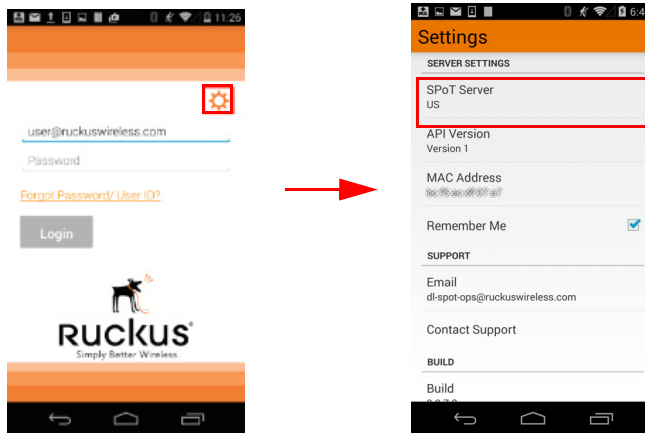 11:26
user@ruckuswireless.com
Password
Forgot Password/ User ID?
Login
RUCKUS
Simply Better Wireless.
6:4
Settings
SERVER SETTINGS
SPoT Server
US
API Version
Version 1
MAC Address
Remember Me
SUPPORT
Email
dl-spot-ops@ruckuswireless.com
Contact Support
BUILD
Build